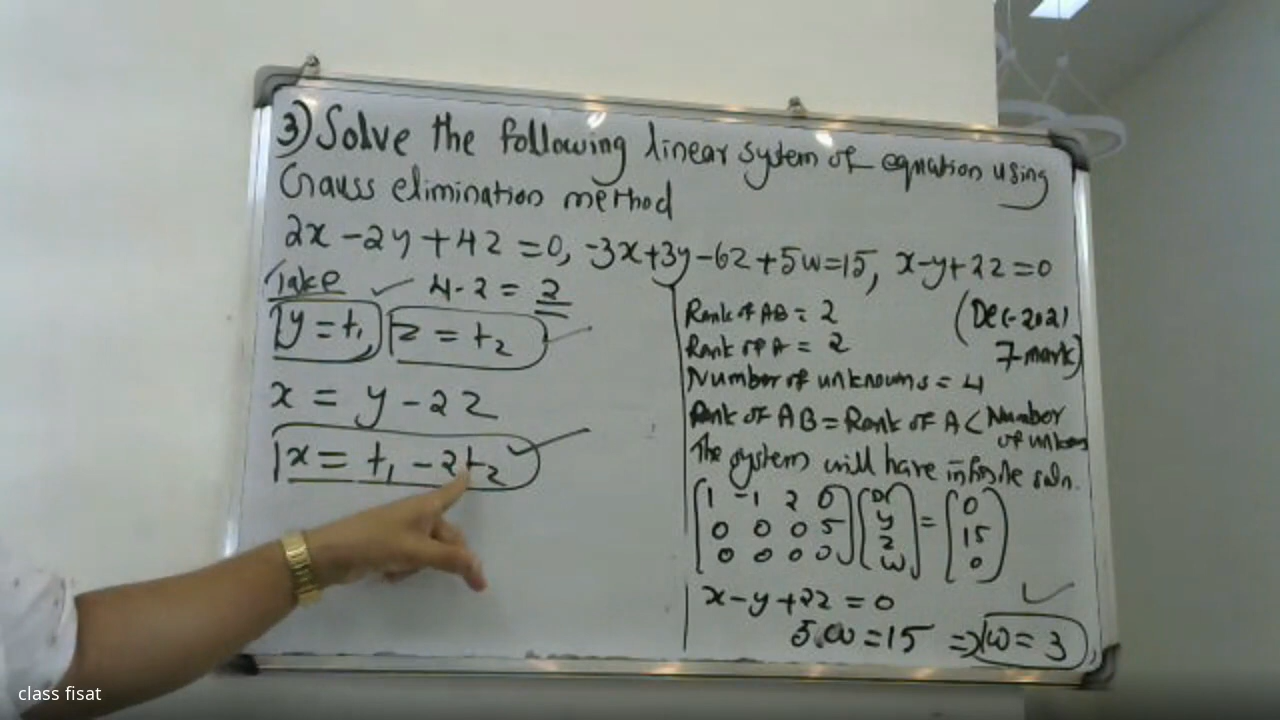 3) Solve the following linear system of equation using
Gauss elimination method
2x - 2y + 4z = 0, -3x + 3y - 6z + 5w = 15, x - y + 2z = 0
Take ✓ 4 - 2 = 2
y = t₁ z = t₂
x = y - 2z
x = t₁ - 2t₂
Rank of AB = 2 (Dec-2021
Rank of A = 2 7 mark)
Number of unknowns = 4
Rank of AB = Rank of A < Number
of unkns
The system will have infinite soln.
1 -1 2 0 x 0
0 0 0 5 y = 15
0 0 0 0 z 0
w
x - y + 2z = 0
5.w = 15 => w = 3
class fisat